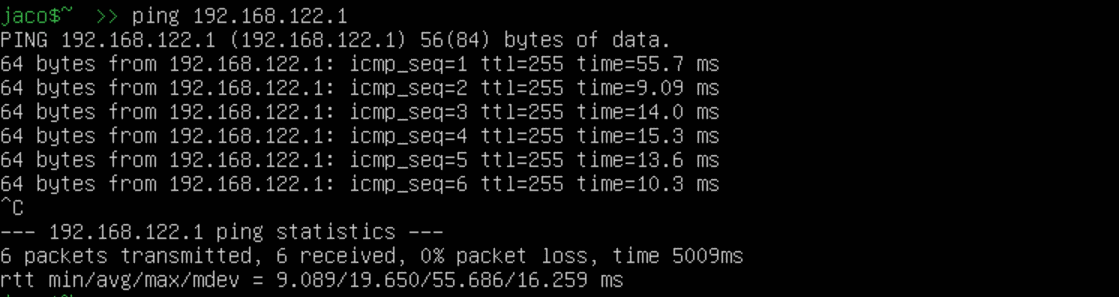 jaco$~ >> ping 192.168.122.1
PING 192.168.122.1 (192.168.122.1) 56(84) bytes of data.
64 bytes from 192.168.122.1: icmp_seq=1 ttl=255 time=55.7 ms
64 bytes from 192.168.122.1: icmp_seq=2 ttl=255 time=9.09 ms
64 bytes from 192.168.122.1: icmp_seq=3 ttl=255 time=14.0 ms
64 bytes from 192.168.122.1: icmp_seq=4 ttl=255 time=15.3 ms
64 bytes from 192.168.122.1: icmp_seq=5 ttl=255 time=13.6 ms
64 bytes from 192.168.122.1: icmp_seq=6 ttl=255 time=10.3 ms
^C
--- 192.168.122.1 ping statistics ---
6 packets transmitted, 6 received, 0% packet loss, time 5009ms
rtt min/avg/max/mdev = 9.089/19.650/55.686/16.259 ms